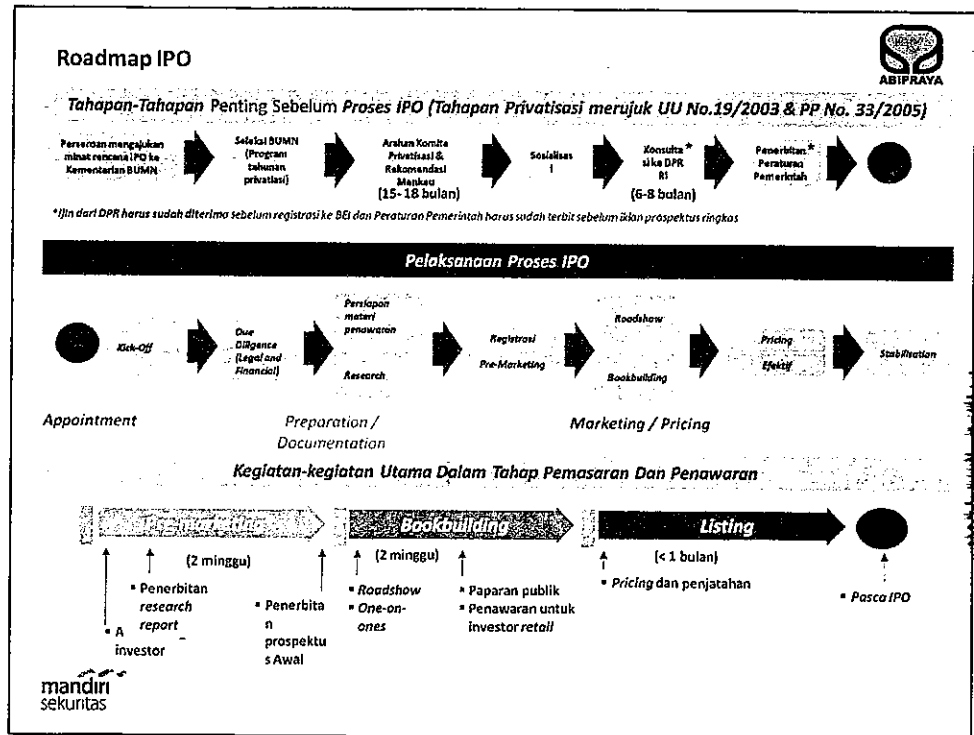 Roadmap IPO
ABIPRAYA
Tahapan-Tahapan Penting Sebelum Proses IPO (Tahapan Privatisasi merujuk UU No.19/2003 & PP No. 33/2005)
Perseroan mengajukan
minat rencana IPO ke
Kementerian BUMN
Seleksi BUMN
(Program
tahunan
privatisasi)
Arahan Komite
Privatisasi &
Rekomendasi
Menkeu
(15-18 bulan)
Sosialisas
i
Konsulta*
si ke DPR
RI
(6-8 bulan)
Penerbitan*
Peraturan
Pemerintah
*Ijin dari DPR harus sudah diterima sebelum registrasi ke BEI dan Peraturan Pemerintah harus sudah terbit sebelum iklan prospektus ringkas
Pelaksanaan Proses IPO
Kick-Off
Due
Diligence
(Legal and
Financial)
Persiapan
materi
penawaran
Research
Registrasi
Pre-Marketing
Roadshow
Bookbuilding
Pricing
Efektif
Stabilisation
Appointment
Preparation /
Documentation
Marketing / Pricing
Kegiatan-kegiatan Utama Dalam Tahap Pemasaran Dan Penawaran
Pre-marketing
(2 minggu)
▪ A
investor
▪ Penerbitan
research
report
▪ Penerbita
n
prospektu
s Awal
Bookbuilding
(2 minggu)
▪ Roadshow
▪ One-on-
ones
▪ Paparan publik
▪ Penawaran untuk
investor retail
Listing
(< 1 bulan)
▪ Pricing dan penjatahan
▪ Pasca IPO
mandiri
sekuritas